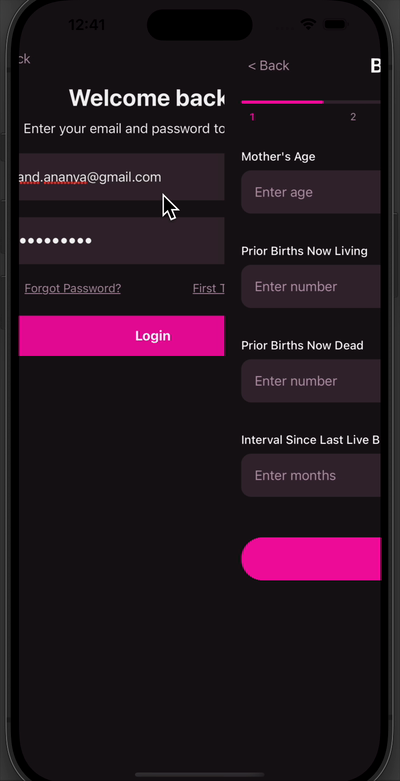 12:41
ck
Welcome back
Enter your email and password to
and.ananya@gmail.com
Forgot Password?
First T
Login
< Back
B
1
2
Mother's Age
Enter age
Prior Births Now Living
Enter number
Prior Births Now Dead
Enter number
Interval Since Last Live B
Enter months